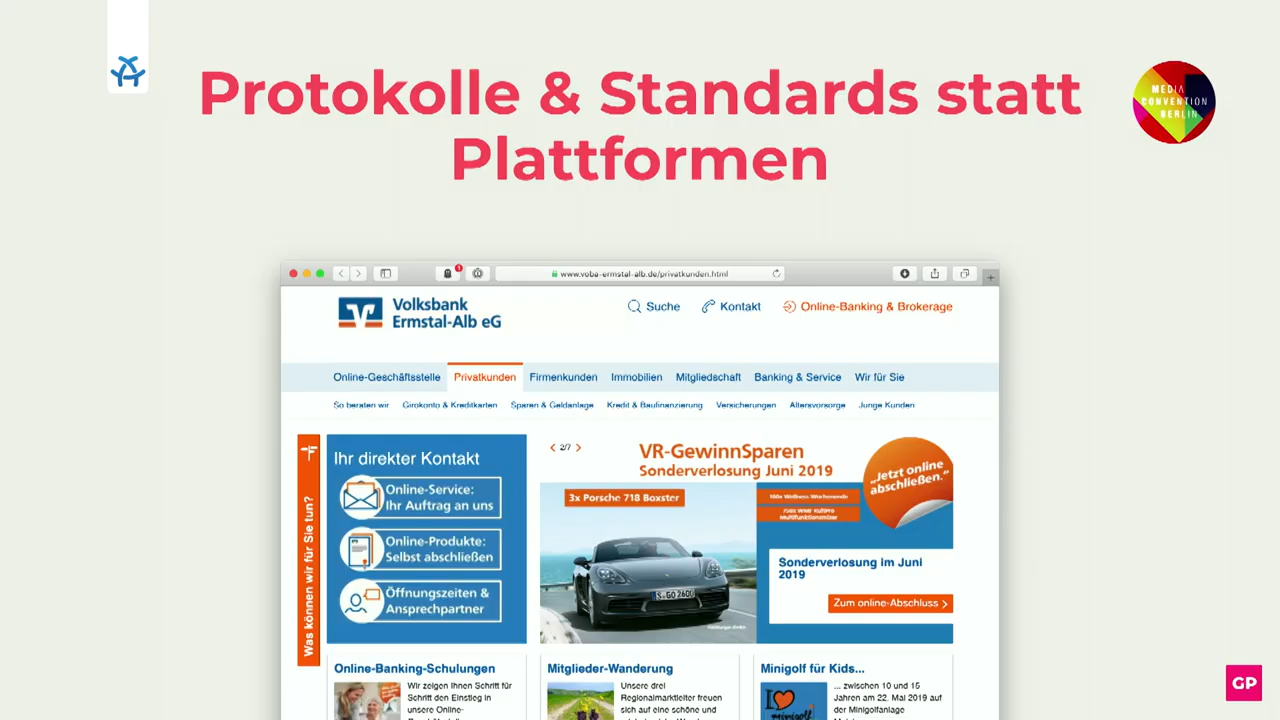 Protokolle & Standards statt
Plattformen
MEDIA
CONVENTION
BERLIN
www.voba-ermstal-alb.de/privatkunden.html
Volksbank
Ermstal-Alb eG
Suche
Kontakt
Online-Banking & Brokerage
Online-Geschäftsstelle Privatkunden Firmenkunden Immobilien Mitgliedschaft Banking & Service Wir für Sie
So beraten wir Girokonto & Kreditkarten Sparen & Geldanlage Kredit & Baufinanzierung Versicherungen Altersvorsorge Junge Kunden
Was können wir für Sie tun?
Ihr direkter Kontakt
Online-Service:
Ihr Auftrag an uns
Online-Produkte:
Selbst abschließen
Öffnungszeiten &
Ansprechpartner
2/7
VR-GewinnSparen
Sonderverlosung Juni 2019
„Jetzt online
abschließen.“
3x Porsche 718 Boxster
Multifunktionsmixer
S GO 2600
Sonderverlosung im Juni
2019
Zum online-Abschluss
Online-Banking-Schulungen
Wir zeigen Ihnen Schritt für
Schritt den Einstieg in
unsere Online-
Mitglieder-Wanderung
Unsere drei
Regionalmarktleiter freuen
sich auf eine schöne und
Minigolf für Kids...
... zwischen 10 und 15
Jahren am 22. Mai 2019 auf
der Minigolfanlage
I
minigolf
GP